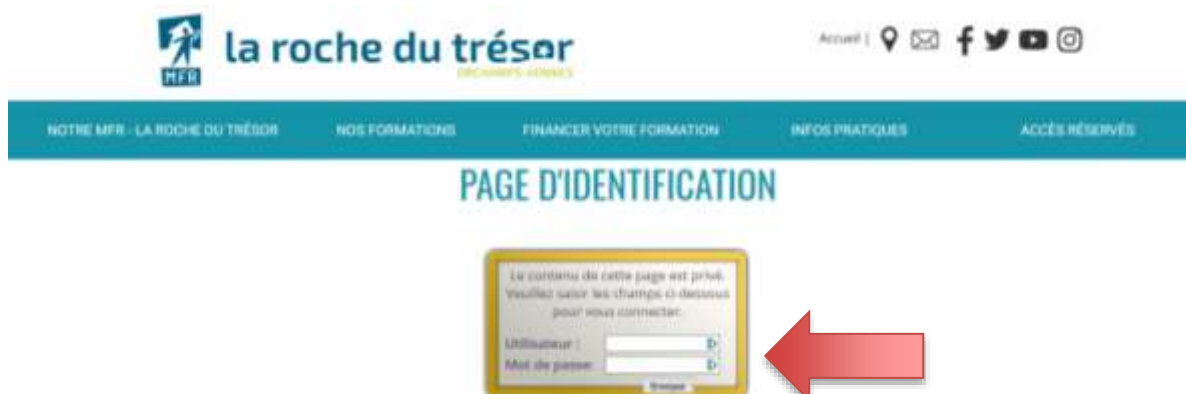 MFR
la roche du trésor
Accueil |
NOTRE MFR - LA ROCHE DU TRÉSOR
NOS FORMATIONS
FINANCER VOTRE FORMATION
INFOS PRATIQUES
ACCÈS RÉSERVÉS
PAGE D'IDENTIFICATION
Le contenu de cette page est privé.
Veuillez saisir les champs ci-dessous
pour vous connecter.
Utilisateur :
Mot de passe:
Envoyer